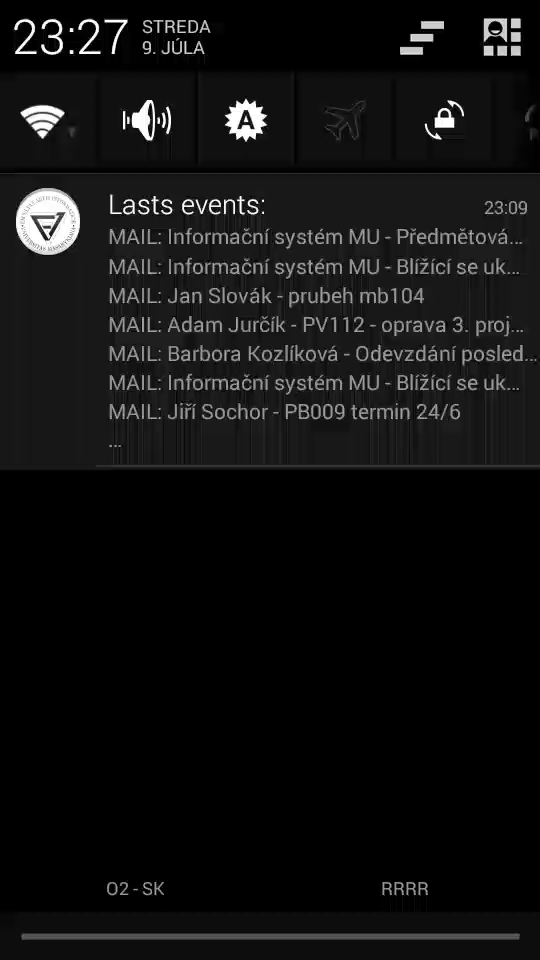 23:27
STREDA
9. JÚLA
A
Lasts events:
23:09
MAIL: Informační systém MU - Předmětová...
MAIL: Informační systém MU - Blížící se uk...
MAIL: Jan Slovák - prubeh mb104
MAIL: Adam Jurčík - PV112 - oprava 3. proj...
MAIL: Barbora Kozlíková - Odevzdání posled...
MAIL: Informační systém MU - Blížící se uk...
MAIL: Jiří Sochor - PB009 termin 24/6
...
O2 - SK
RRRR